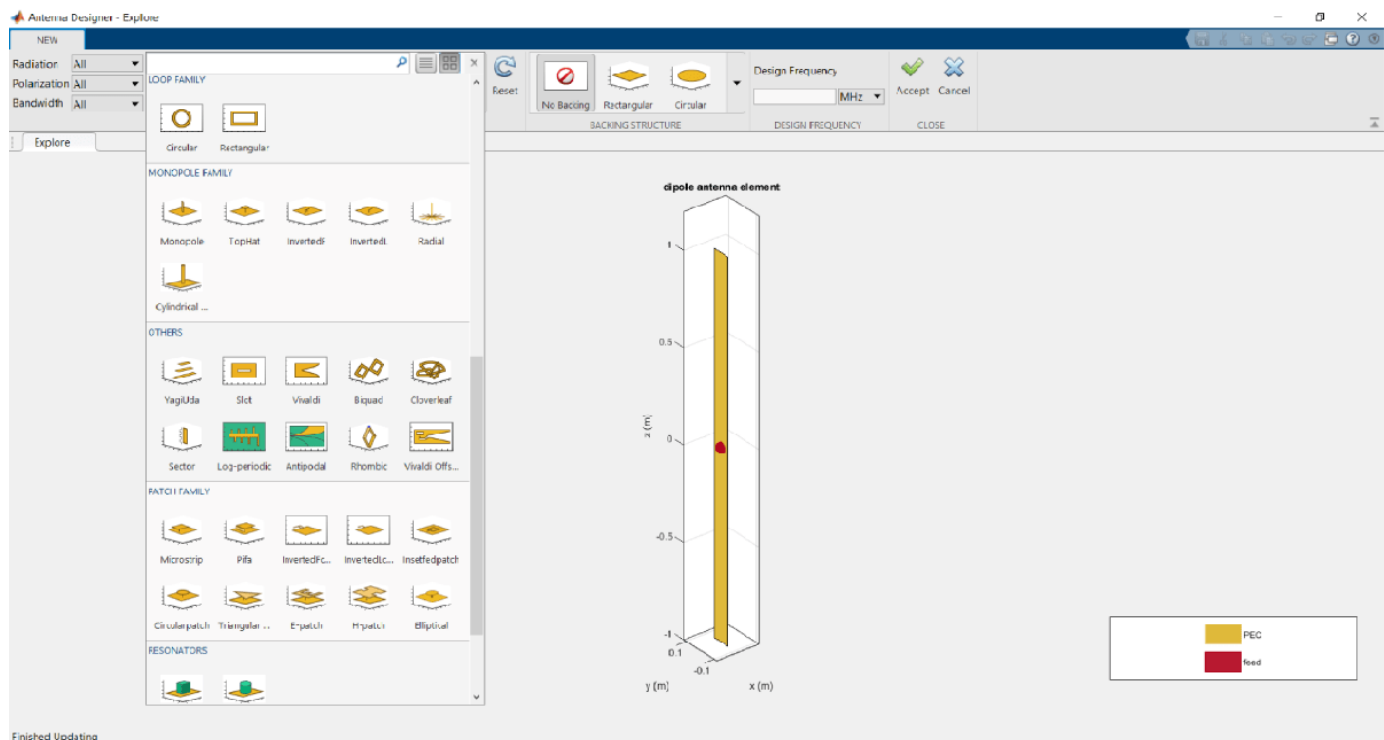 Antenna Designer - Explore
NEW
Radiation All
Polarization All
Bandwidth All
LOOP FAMILY
Circular Rectangular
MONOPOLE FAMILY
Monopole TopHat InvertedF InvertedL Radial
Cylindrical ...
OTHERS
YagiUda Slot Vivaldi Biquad Cloverleaf
Sector Log-periodic Antipodal Rhombic Vivaldi Offs...
PATCH FAMILY
Microstrip Pifa InvertedFc... InvertedLc... Insetfedpatch
Circularpatch Triangular ... E-patch H-patch Elliptical
RESONATORS
Reset
No Backing Rectangular Circular
BACKING STRUCTURE
Design Frequency
MHz
DESIGN FREQUENCY
Accept Cancel
CLOSE
Explore
dipole antenna element
1
0.5
0
-0.5
-1
z (m)
0.1
-0.1
y (m)
x (m)
PEC
feed
Finished Updating